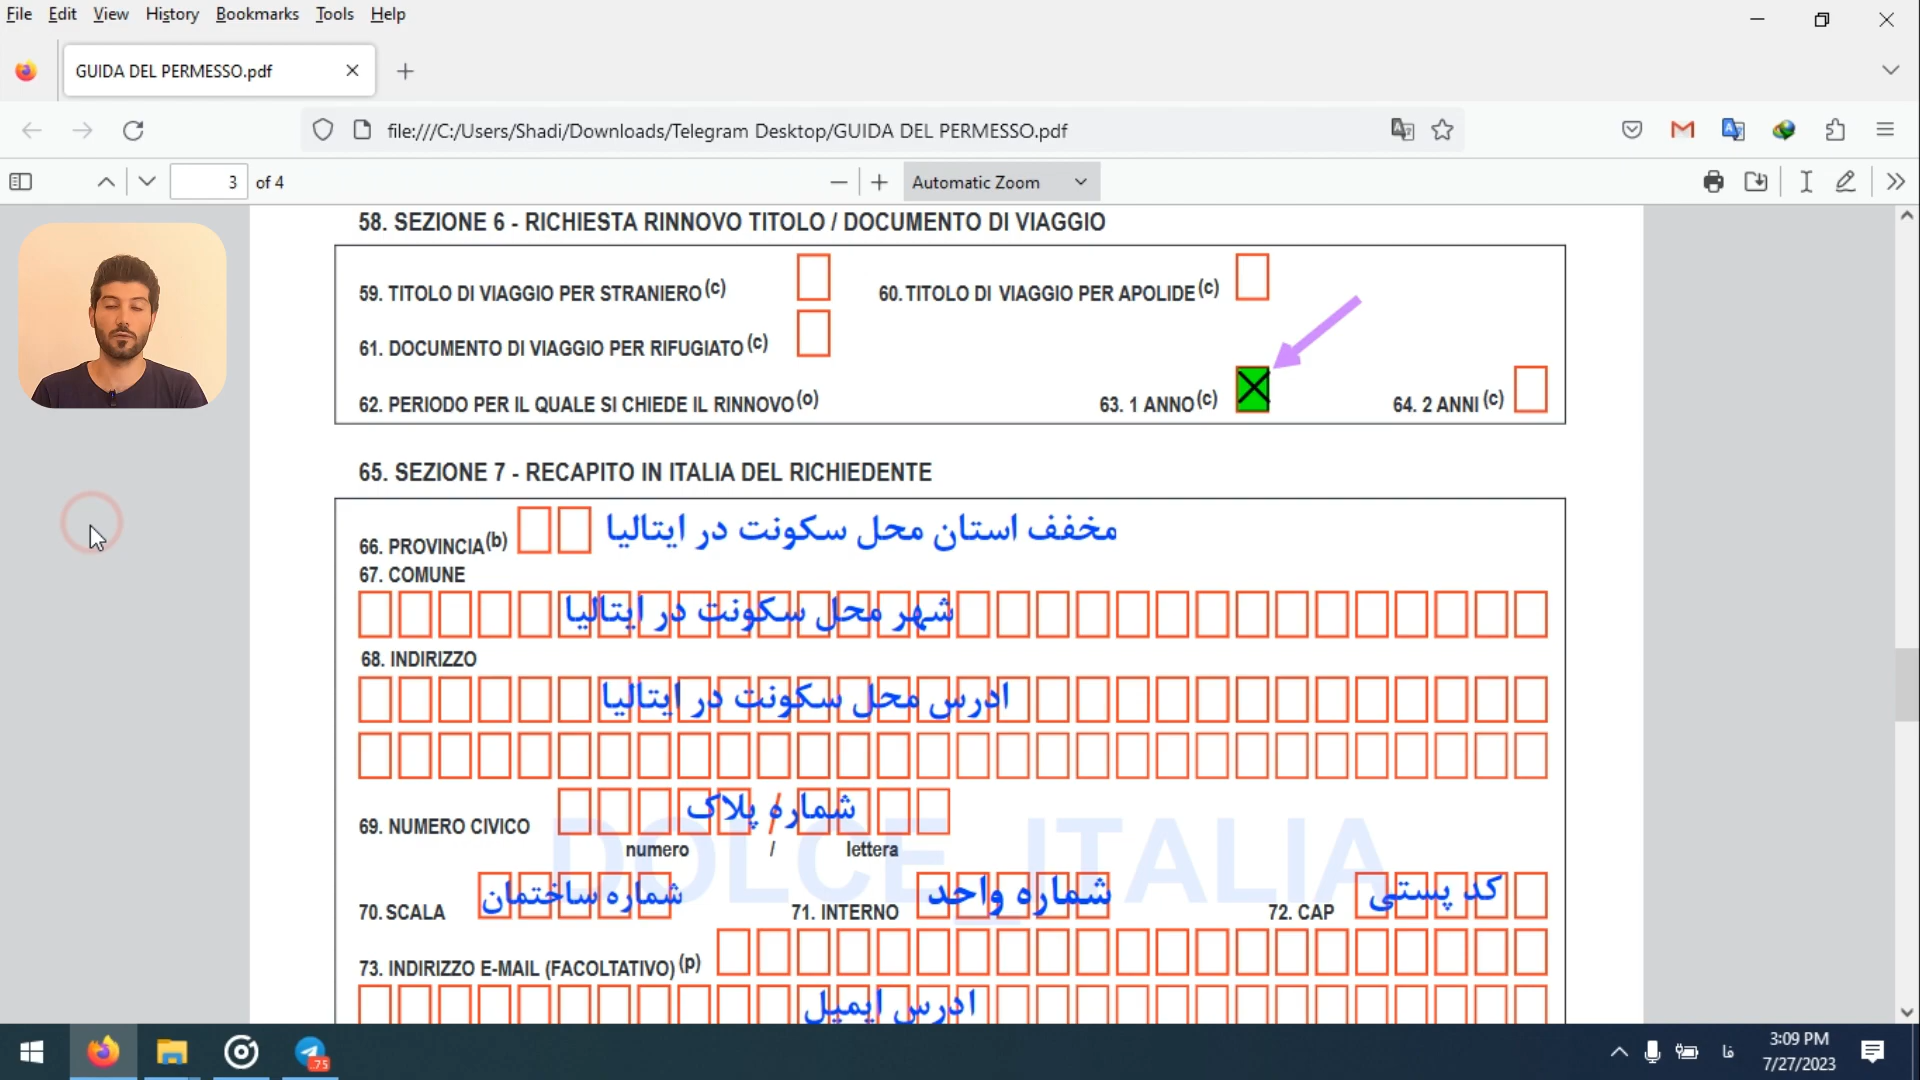 File Edit View History Bookmarks Tools Help
GUIDA DEL PERMESSO.pdf
file:///C:/Users/Shadi/Downloads/Telegram Desktop/GUIDA DEL PERMESSO.pdf
3 of 4
Automatic Zoom
58. SEZIONE 6 - RICHIESTA RINNOVO TITOLO / DOCUMENTO DI VIAGGIO
59. TITOLO DI VIAGGIO PER STRANIERO (c) 60. TITOLO DI VIAGGIO PER APOLIDE (c)
61. DOCUMENTO DI VIAGGIO PER RIFUGIATO (c)
62. PERIODO PER IL QUALE SI CHIEDE IL RINNOVO (o) 63. 1 ANNO (c) 64. 2 ANNI (c)
65. SEZIONE 7 - RECAPITO IN ITALIA DEL RICHIEDENTE
66. PROVINCIA (b) مخفف استان محل سکونت در ایتالیا
67. COMUNE
شهر محل سکونت در ایتالیا
68. INDIRIZZO
ادرس محل سکونت در ایتالیا
69. NUMERO CIVICO شماره پلاک /
numero / lettera
DOLCE_ITALIA
70. SCALA شماره ساختمان 71. INTERNO شماره واحد 72. CAP کد پستی
73. INDIRIZZO E-MAIL (FACOLTATIVO) (p)
ادرس ایمیل
75
فا
3:09 PM
7/27/2023